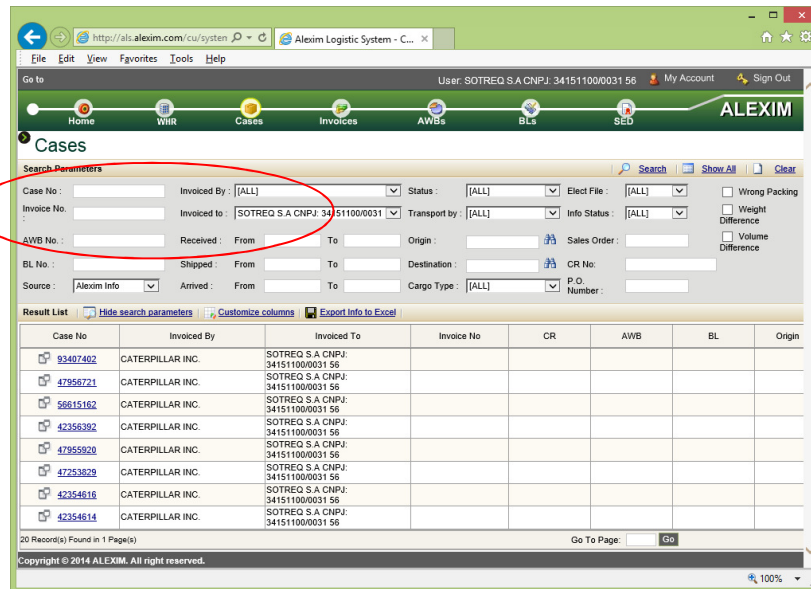 http://als.alexim.com/cu/systen
Alexim Logistic System - C...
File Edit View Favorites Tools Help
Go to User: SOTREQ S.A CNPJ: 34151100/0031 56 My Account Sign Out
Home WHR Cases Invoices AWBs BLs SED ALEXIM
Cases
Search Parameters Search Show All Clear
Case No : Invoiced By : [ALL] Status : [ALL] Elect File : [ALL] Wrong Packing
Invoice No. : Invoiced to : SOTREQ S.A CNPJ: 34151100/0031 Transport by : [ALL] Info Status : [ALL] Weight Difference
AWB No. : Received : From To Origin : Sales Order : Volume Difference
BL No. : Shipped : From To Destination : CR No:
Source : Alexim Info Arrived : From To Cargo Type : [ALL] P.O. Number :
Result List Hide search parameters Customize columns Export Info to Excel
Case No Invoiced By Invoiced To Invoice No CR AWB BL Origin
93407402 CATERPILLAR INC. SOTREQ S.A CNPJ: 34151100/0031 56
47956721 CATERPILLAR INC. SOTREQ S.A CNPJ: 34151100/0031 56
56615162 CATERPILLAR INC. SOTREQ S.A CNPJ: 34151100/0031 56
42356392 CATERPILLAR INC. SOTREQ S.A CNPJ: 34151100/0031 56
47955920 CATERPILLAR INC. SOTREQ S.A CNPJ: 34151100/0031 56
47253829 CATERPILLAR INC. SOTREQ S.A CNPJ: 34151100/0031 56
42354616 CATERPILLAR INC. SOTREQ S.A CNPJ: 34151100/0031 56
42354614 CATERPILLAR INC. SOTREQ S.A CNPJ: 34151100/0031 56
20 Record(s) Found in 1 Page(s) Go To Page: Go
Copyright © 2014 ALEXIM. All right reserved.
100%